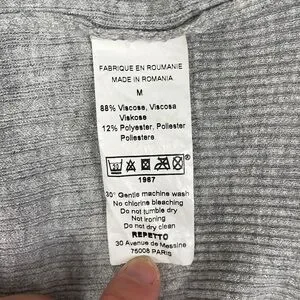 FABRIQUE EN ROUMANIE
MADE IN ROMANIA
M
88% Viscose, Viscosa
Viskose
12% Polyester, Poliester
Poliestere
1967
30° Gentle machine wash
No chlorine bleaching
Do not tumble dry
Not ironing
Do not dry clean
REPETTO
30 Avenue de Messine
75008 PARIS